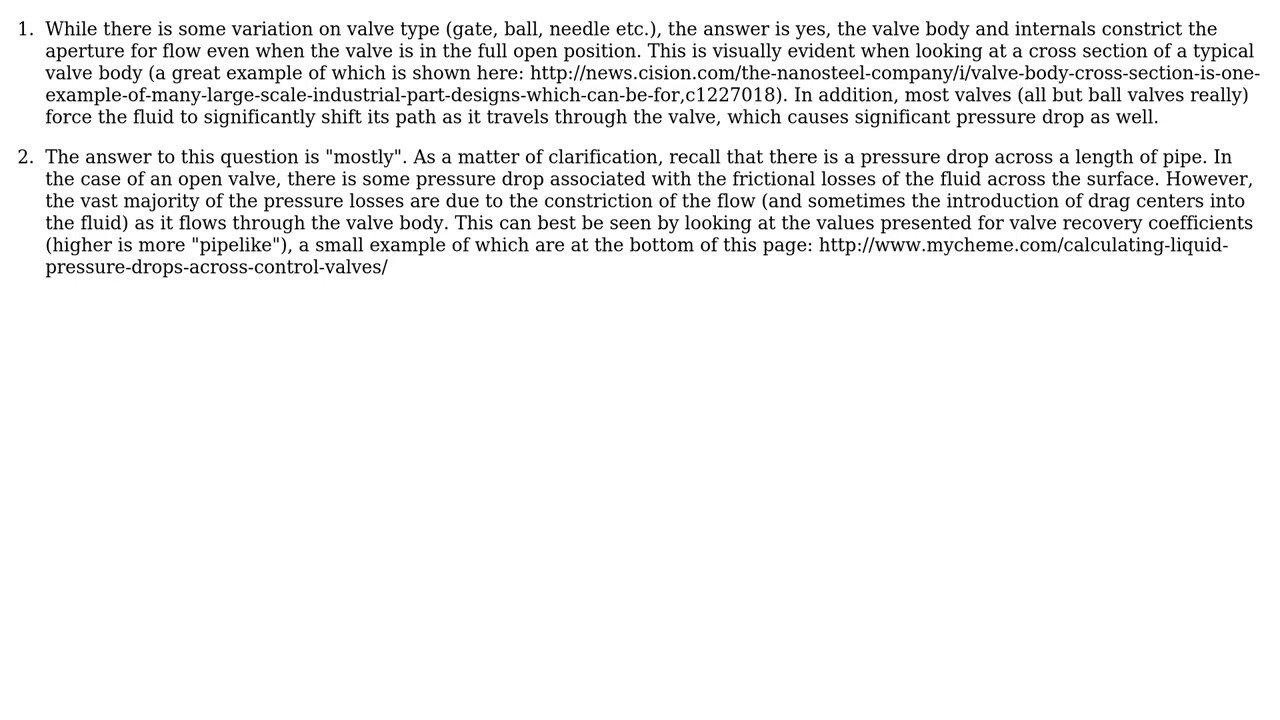 1. While there is some variation on valve type (gate, ball, needle etc.), the answer is yes, the valve body and internals constrict the
aperture for flow even when the valve is in the full open position. This is visually evident when looking at a cross section of a typical
valve body (a great example of which is shown here: http://news.cision.com/the-nanosteel-company/i/valve-body-cross-section-is-one-
example-of-many-large-scale-industrial-part-designs-which-can-be-for,c1227018). In addition, most valves (all but ball valves really)
force the fluid to significantly shift its path as it travels through the valve, which causes significant pressure drop as well.
2. The answer to this question is "mostly". As a matter of clarification, recall that there is a pressure drop across a length of pipe. In
the case of an open valve, there is some pressure drop associated with the frictional losses of the fluid across the surface. However,
the vast majority of the pressure losses are due to the constriction of the flow (and sometimes the introduction of drag centers into
the fluid) as it flows through the valve body. This can best be seen by looking at the values presented for valve recovery coefficients
(higher is more "pipelike"), a small example of which are at the bottom of this page: http://www.mycheme.com/calculating-liquid-
pressure-drops-across-control-valves/